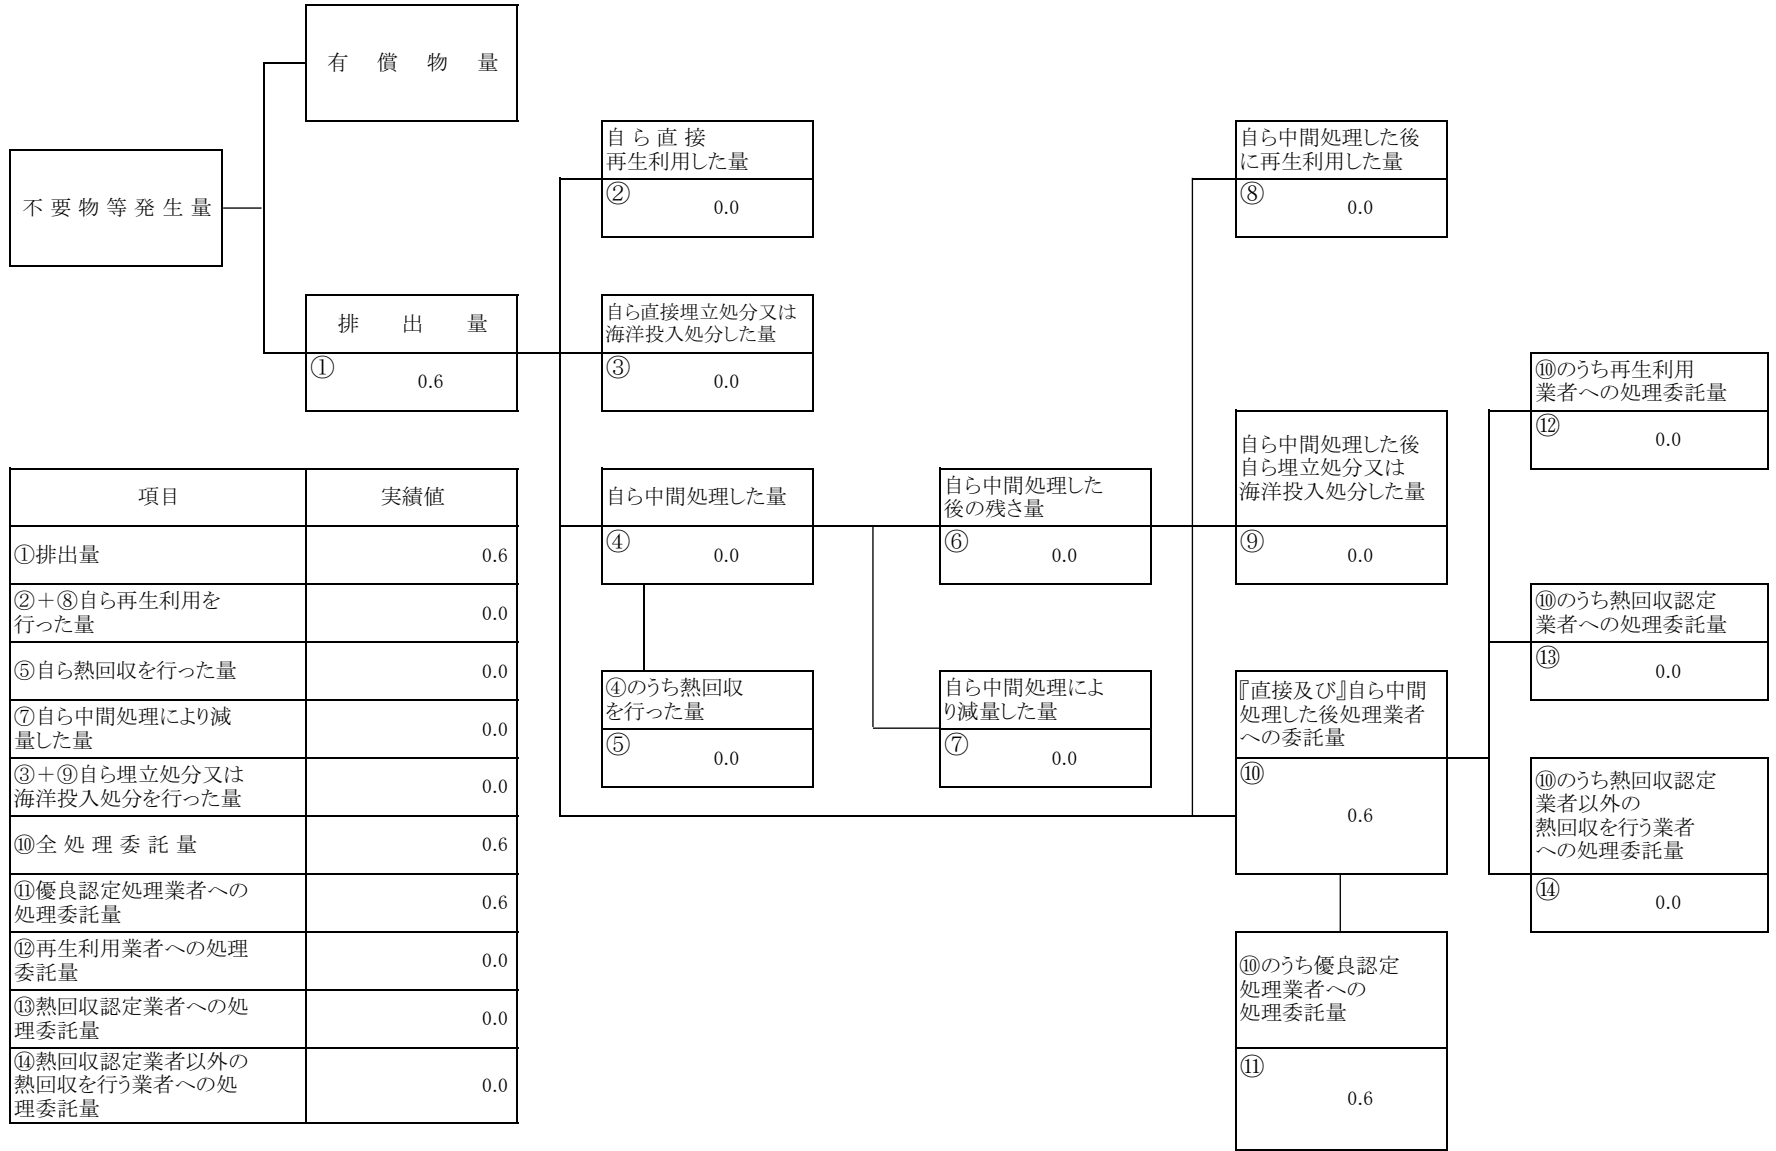 有 償 物 量
不 要 物 等 発 生 量
排 出 量
①
0.6
自 ら 直 接
再生利用した量
②
0.0
自ら直接埋立処分又は
海洋投入処分した量
③
0.0
自ら中間処理した量
④
0.0
④のうち熱回収
を行った量
⑤
0.0
自ら中間処理した
後の残さ量
⑥
0.0
自ら中間処理によ
り減量した量
⑦
0.0
自ら中間処理した後
に再生利用した量
⑧
0.0
自ら中間処理した後
自ら埋立処分又は
海洋投入処分した量
⑨
0.0
『直接及び』自ら中間
処理した後処理業者
への委託量
⑩
0.6
⑩のうち優良認定
処理業者への
処理委託量
⑪
0.6
⑩のうち再生利用
業者への処理委託量
⑫
0.0
⑩のうち熱回収認定
業者への処理委託量
⑬
0.0
⑩のうち熱回収認定
業者以外の
熱回収を行う業者
への処理委託量
⑭
0.0
項目 実績値
①排出量 0.6
②＋⑧自ら再生利用を
行った量 0.0
⑤自ら熱回収を行った量 0.0
⑦自ら中間処理により減
量した量 0.0
③＋⑨自ら埋立処分又は
海洋投入処分を行った量 0.0
⑩全 処 理 委 託 量 0.6
⑪優良認定処理業者への
処理委託量 0.6
⑫再生利用業者への処理
委託量 0.0
⑬熱回収認定業者への処
理委託量 0.0
⑭熱回収認定業者以外の
熱回収を行う業者への処
理委託量 0.0